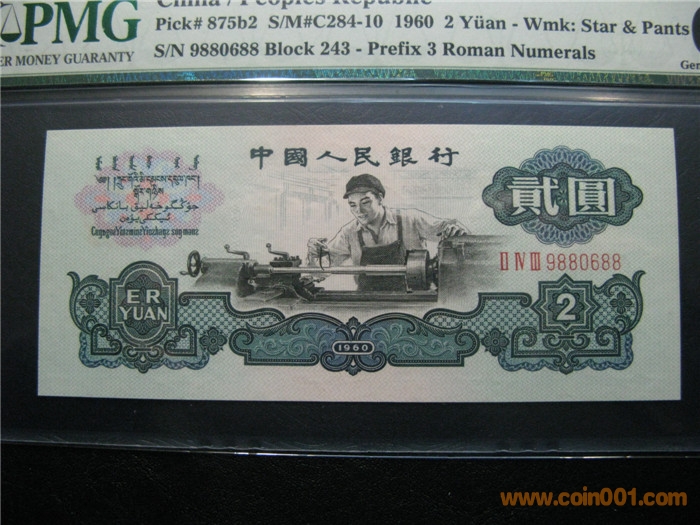 China / Peoples Republic
PMG
Pick# 875b2 S/M#C284-10 1960 2 Yüan - Wmk: Star & Pants
ER MONEY GUARANTY
S/N 9880688 Block 243 - Prefix 3 Roman Numerals
Gen
中國人民銀行
貳圓
II IV III 9880688
ER
YUAN
2
1960
www.coin001.com